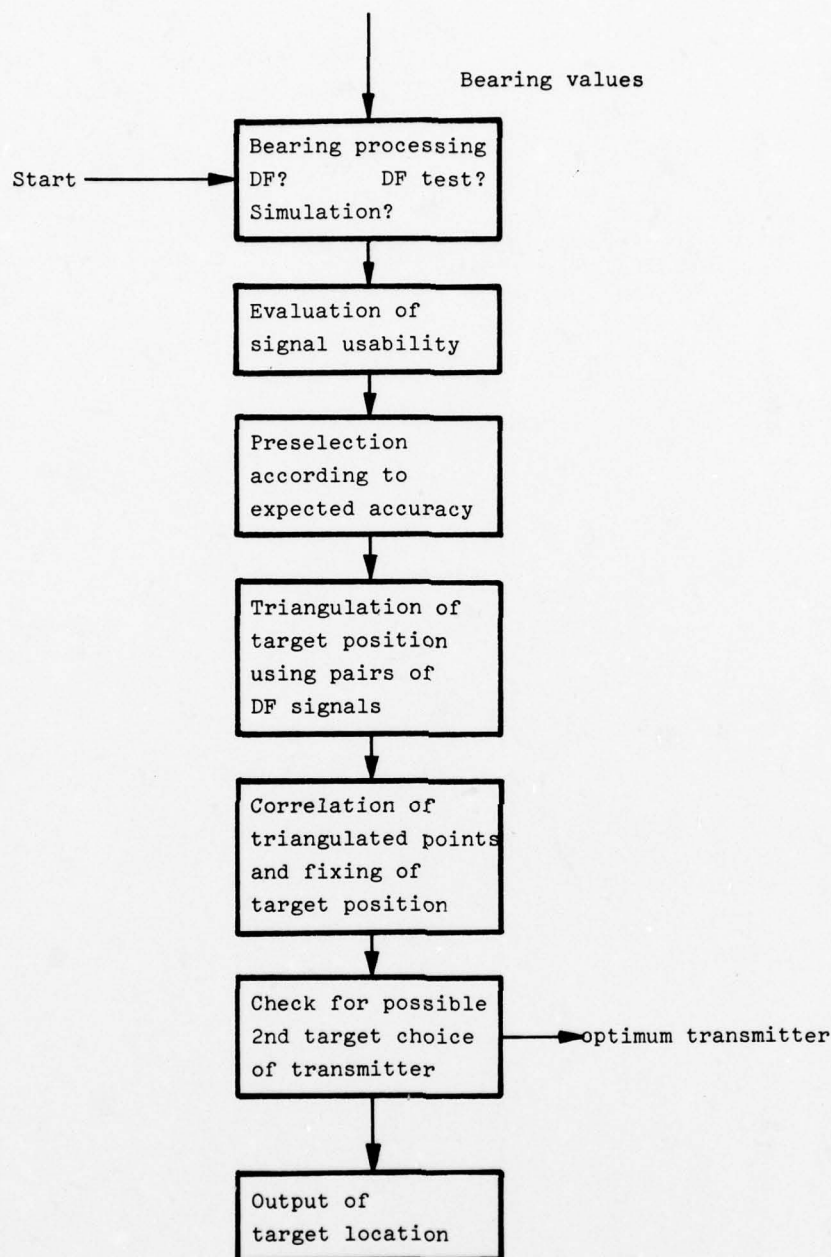 Bearing values
Bearing processing
Start
DF? DF test?
Simulation?
Evaluation of
signal usability
Preselection
according to
expected accuracy
Triangulation of
target position
using pairs of
DF signals
Correlation of
triangulated points
and fixing of
target position
Check for possible
2nd target choice
of transmitter
optimum transmitter
Output of
target location